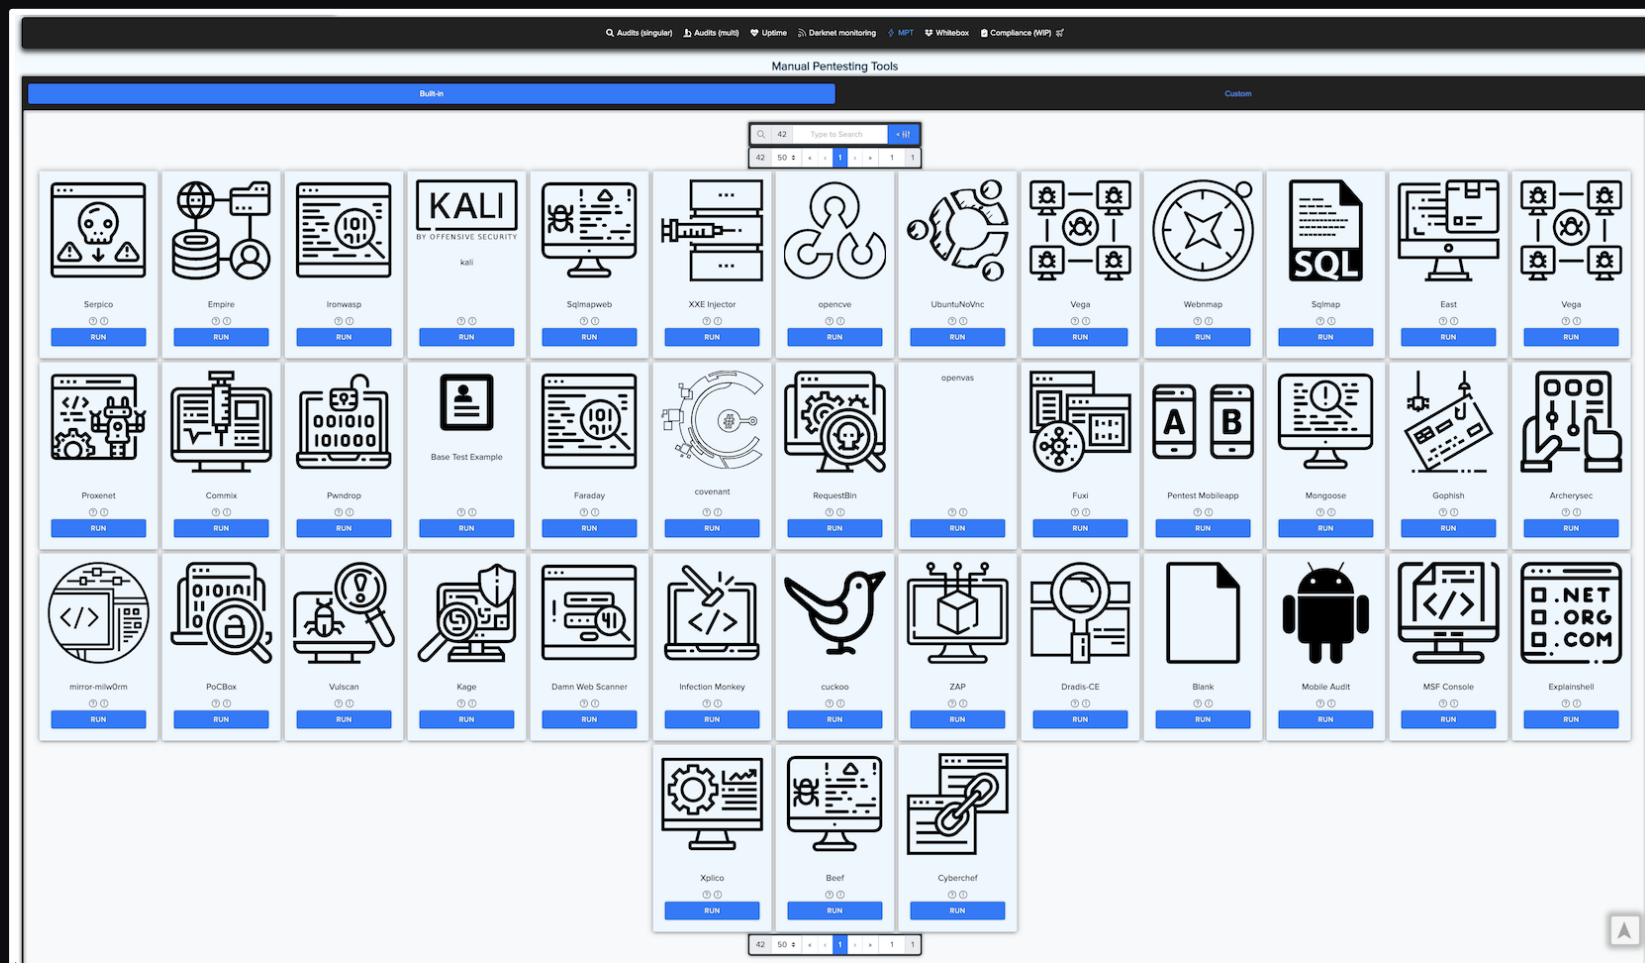 Audits (singular) Audits (multi) Uptime Darknet monitoring MPT Whitebox Compliance (WIP)
Manual Pentesting Tools
Built-in Custom
42 Type to Search <
42 50 « ‹ 1 › » 1 1
KALI
BY OFFENSIVE SECURITY
SQL
Serpico Empire Ironwasp kali Sqlmapweb XXE Injector opencve UbuntuNoVnc Vega Webnmap Sqlmap East Vega
RUN RUN RUN RUN RUN RUN RUN RUN RUN RUN RUN RUN RUN
001010
101000
101
A B
Proxenet Commix Pwndrop Base Test Example Faraday covenant RequestBin openvas Fuxi Pentest Mobileapp Mongoose Gophish Archerysec
RUN RUN RUN RUN RUN RUN RUN RUN RUN RUN RUN RUN RUN
.NET
.ORG
.COM
mirror-milw0rm PoCBox Vulscan Kage Damn Web Scanner Infection Monkey cuckoo ZAP Dradis-CE Blank Mobile Audit MSF Console Explainshell
RUN RUN RUN RUN RUN RUN RUN RUN RUN RUN RUN RUN RUN
Xplico Beef Cyberchef
RUN RUN RUN
42 50 « ‹ 1 › » 1 1